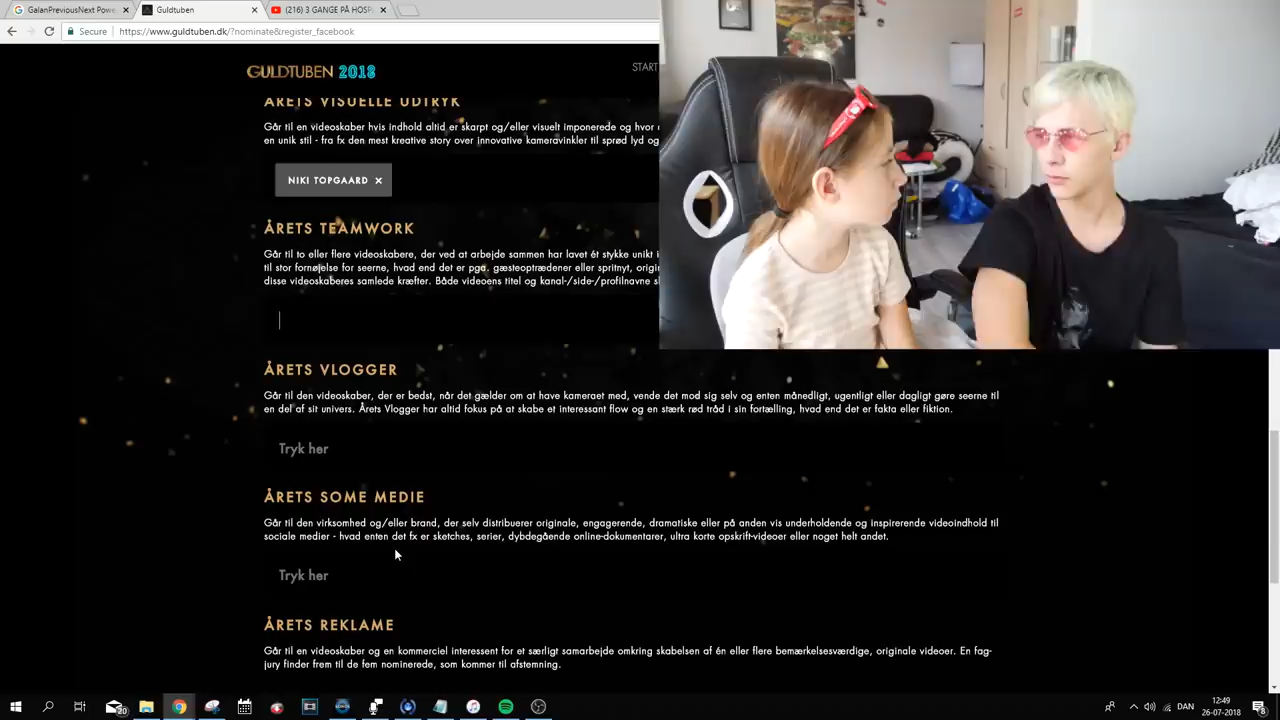 GalanPreviousNext Powe
Guldtuben
(216) 3 GANGE PÅ HOSP
Secure
https://www.guldtuben.dk/?nominate&register_facebook
GULDTUBEN 2018
START
ÅRETS VISUELLE UDTRYK
Går til en videoskaber hvis indhold altid er skarpt og/eller visuelt imponerede og hvor
en unik stil - fra fx den mest kreative story over innovative kameravinkler til sprød lyd og
NIKI TOPGAARD ×
ÅRETS TEAMWORK
Går til to eller flere videoskabere, der ved at arbejde sammen har lavet ét stykke unikt
til stor fornøjelse for seerne, hvad end det er pga. gæsteoptrædener eller spritnyt,
disse videoskaberes samlede kræfter. Både videoens titel og kanal-/side-/profilnavne
ÅRETS VLOGGER
Går til den videoskaber, der er bedst, når det gælder om at have kameraet med, vende det mod sig selv og enten månedligt, ugentligt eller dagligt gøre seerne til
en del af sit univers. Årets Vlogger har altid fokus på at skabe et interessant flow og en stærk rød tråd i sin fortælling, hvad end det er fakta eller fiktion.
Tryk her
ÅRETS SOME MEDIE
Går til den virksomhed og/eller brand, der selv distribuerer originale, engagerende, dramatiske eller på anden vis underholdende og inspirerende videoindhold til
sociale medier - hvad enten det fx er sketches, serier, dybdegående online-dokumentarer, ultra korte opskrift-videoer eller noget helt andet.
Tryk her
ÅRETS REKLAME
Går til en videoskaber og en kommerciel interessent for et særligt samarbejde omkring skabelsen af én eller flere bemærkelsesværdige, originale videoer. En fag-
jury finder frem til de fem nominerede, som kommer til afstemning.
20
DAN
12:49
26-07-2018
8